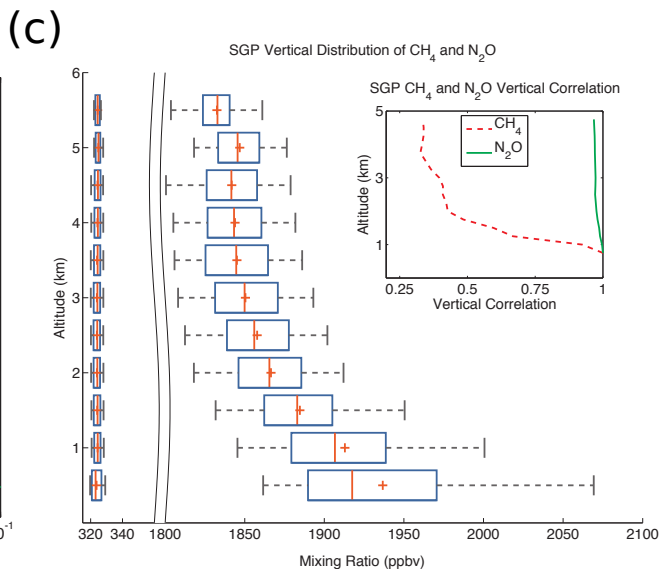 (c)
SGP Vertical Distribution of CH4 and N2O
6
5
4
3
2
1
Altitude (km)
320 340 1800 1850 1900 1950 2000 2050 2100
Mixing Ratio (ppbv)
SGP CH4 and N2O Vertical Correlation
5
3
1
Altitude (km)
CH4
N2O
0.25 0.5 0.75 1
Vertical Correlation
0-1